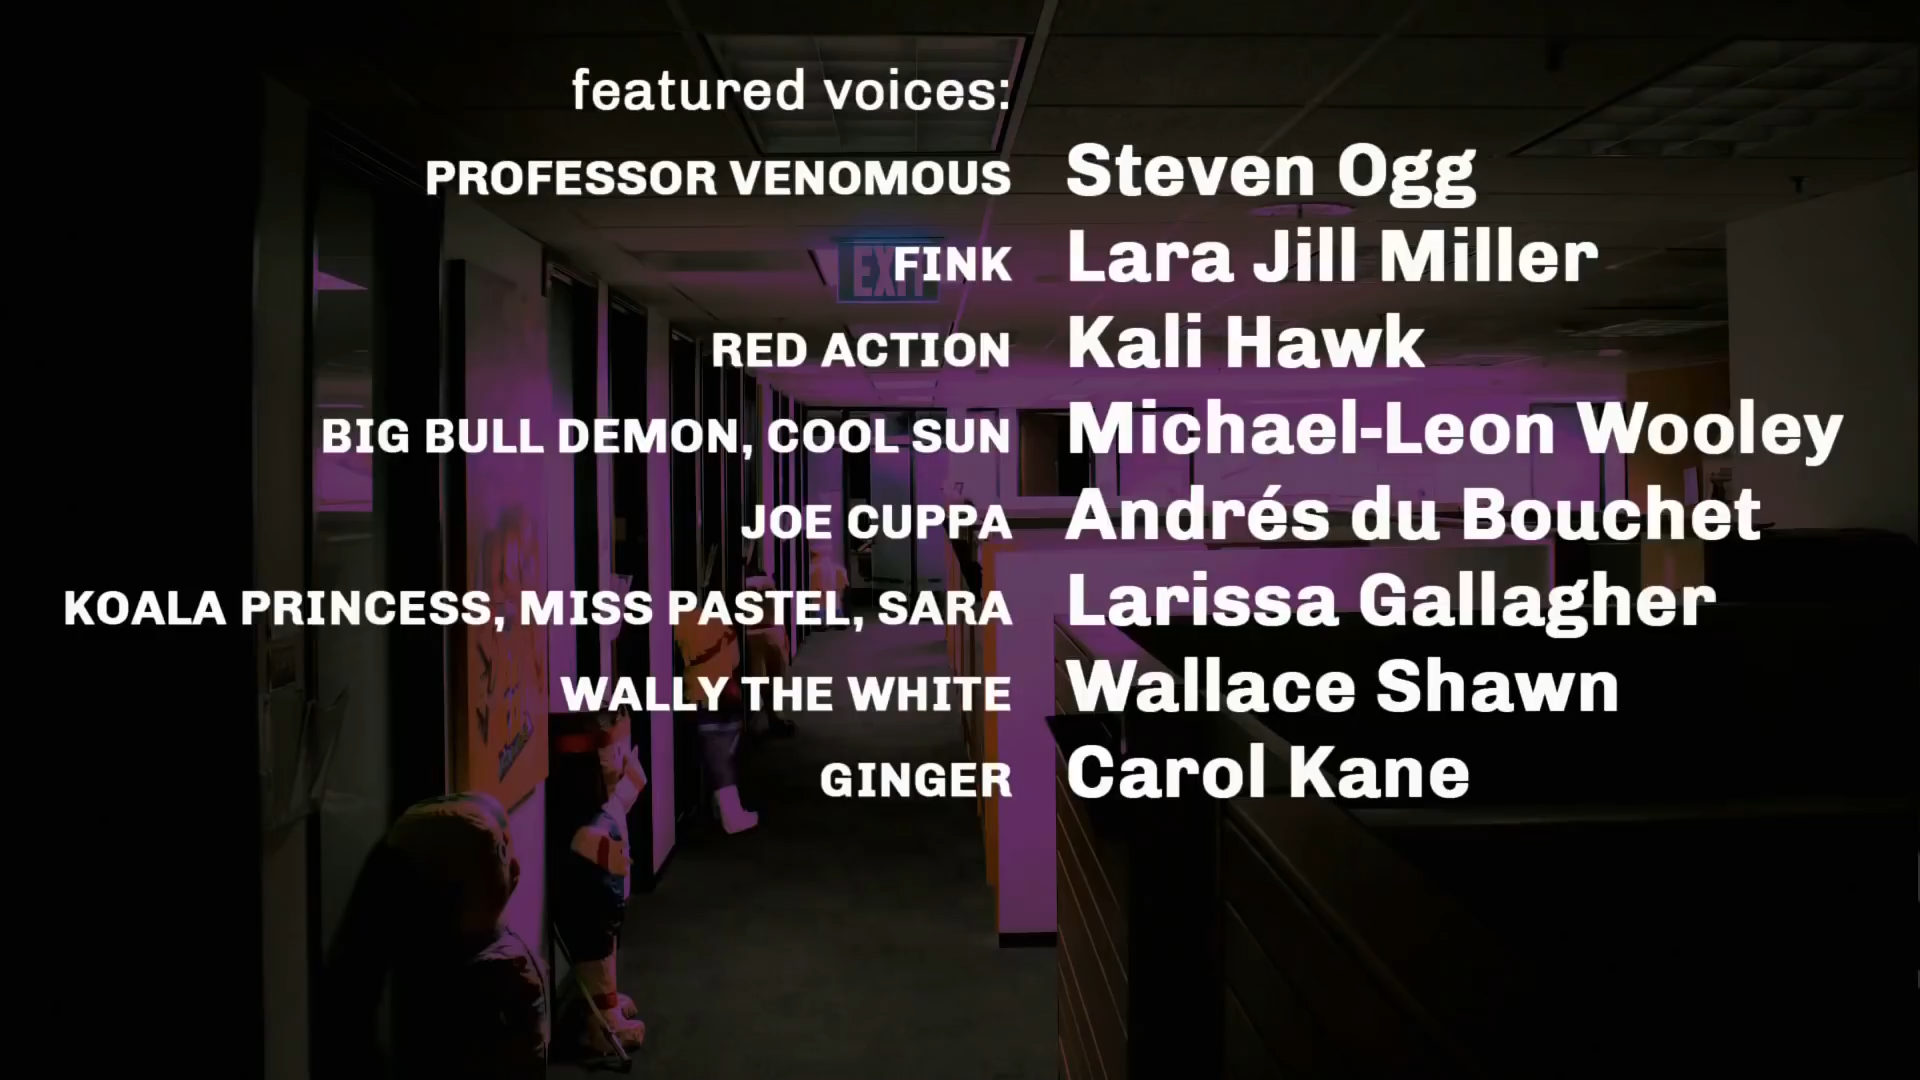 featured voices:
PROFESSOR VENOMOUS Steven Ogg
EXIT
FINK Lara Jill Miller
RED ACTION Kali Hawk
BIG BULL DEMON, COOL SUN Michael-Leon Wooley
JOE CUPPA Andrés du Bouchet
KOALA PRINCESS, MISS PASTEL, SARA Larissa Gallagher
WALLY THE WHITE Wallace Shawn
GINGER Carol Kane